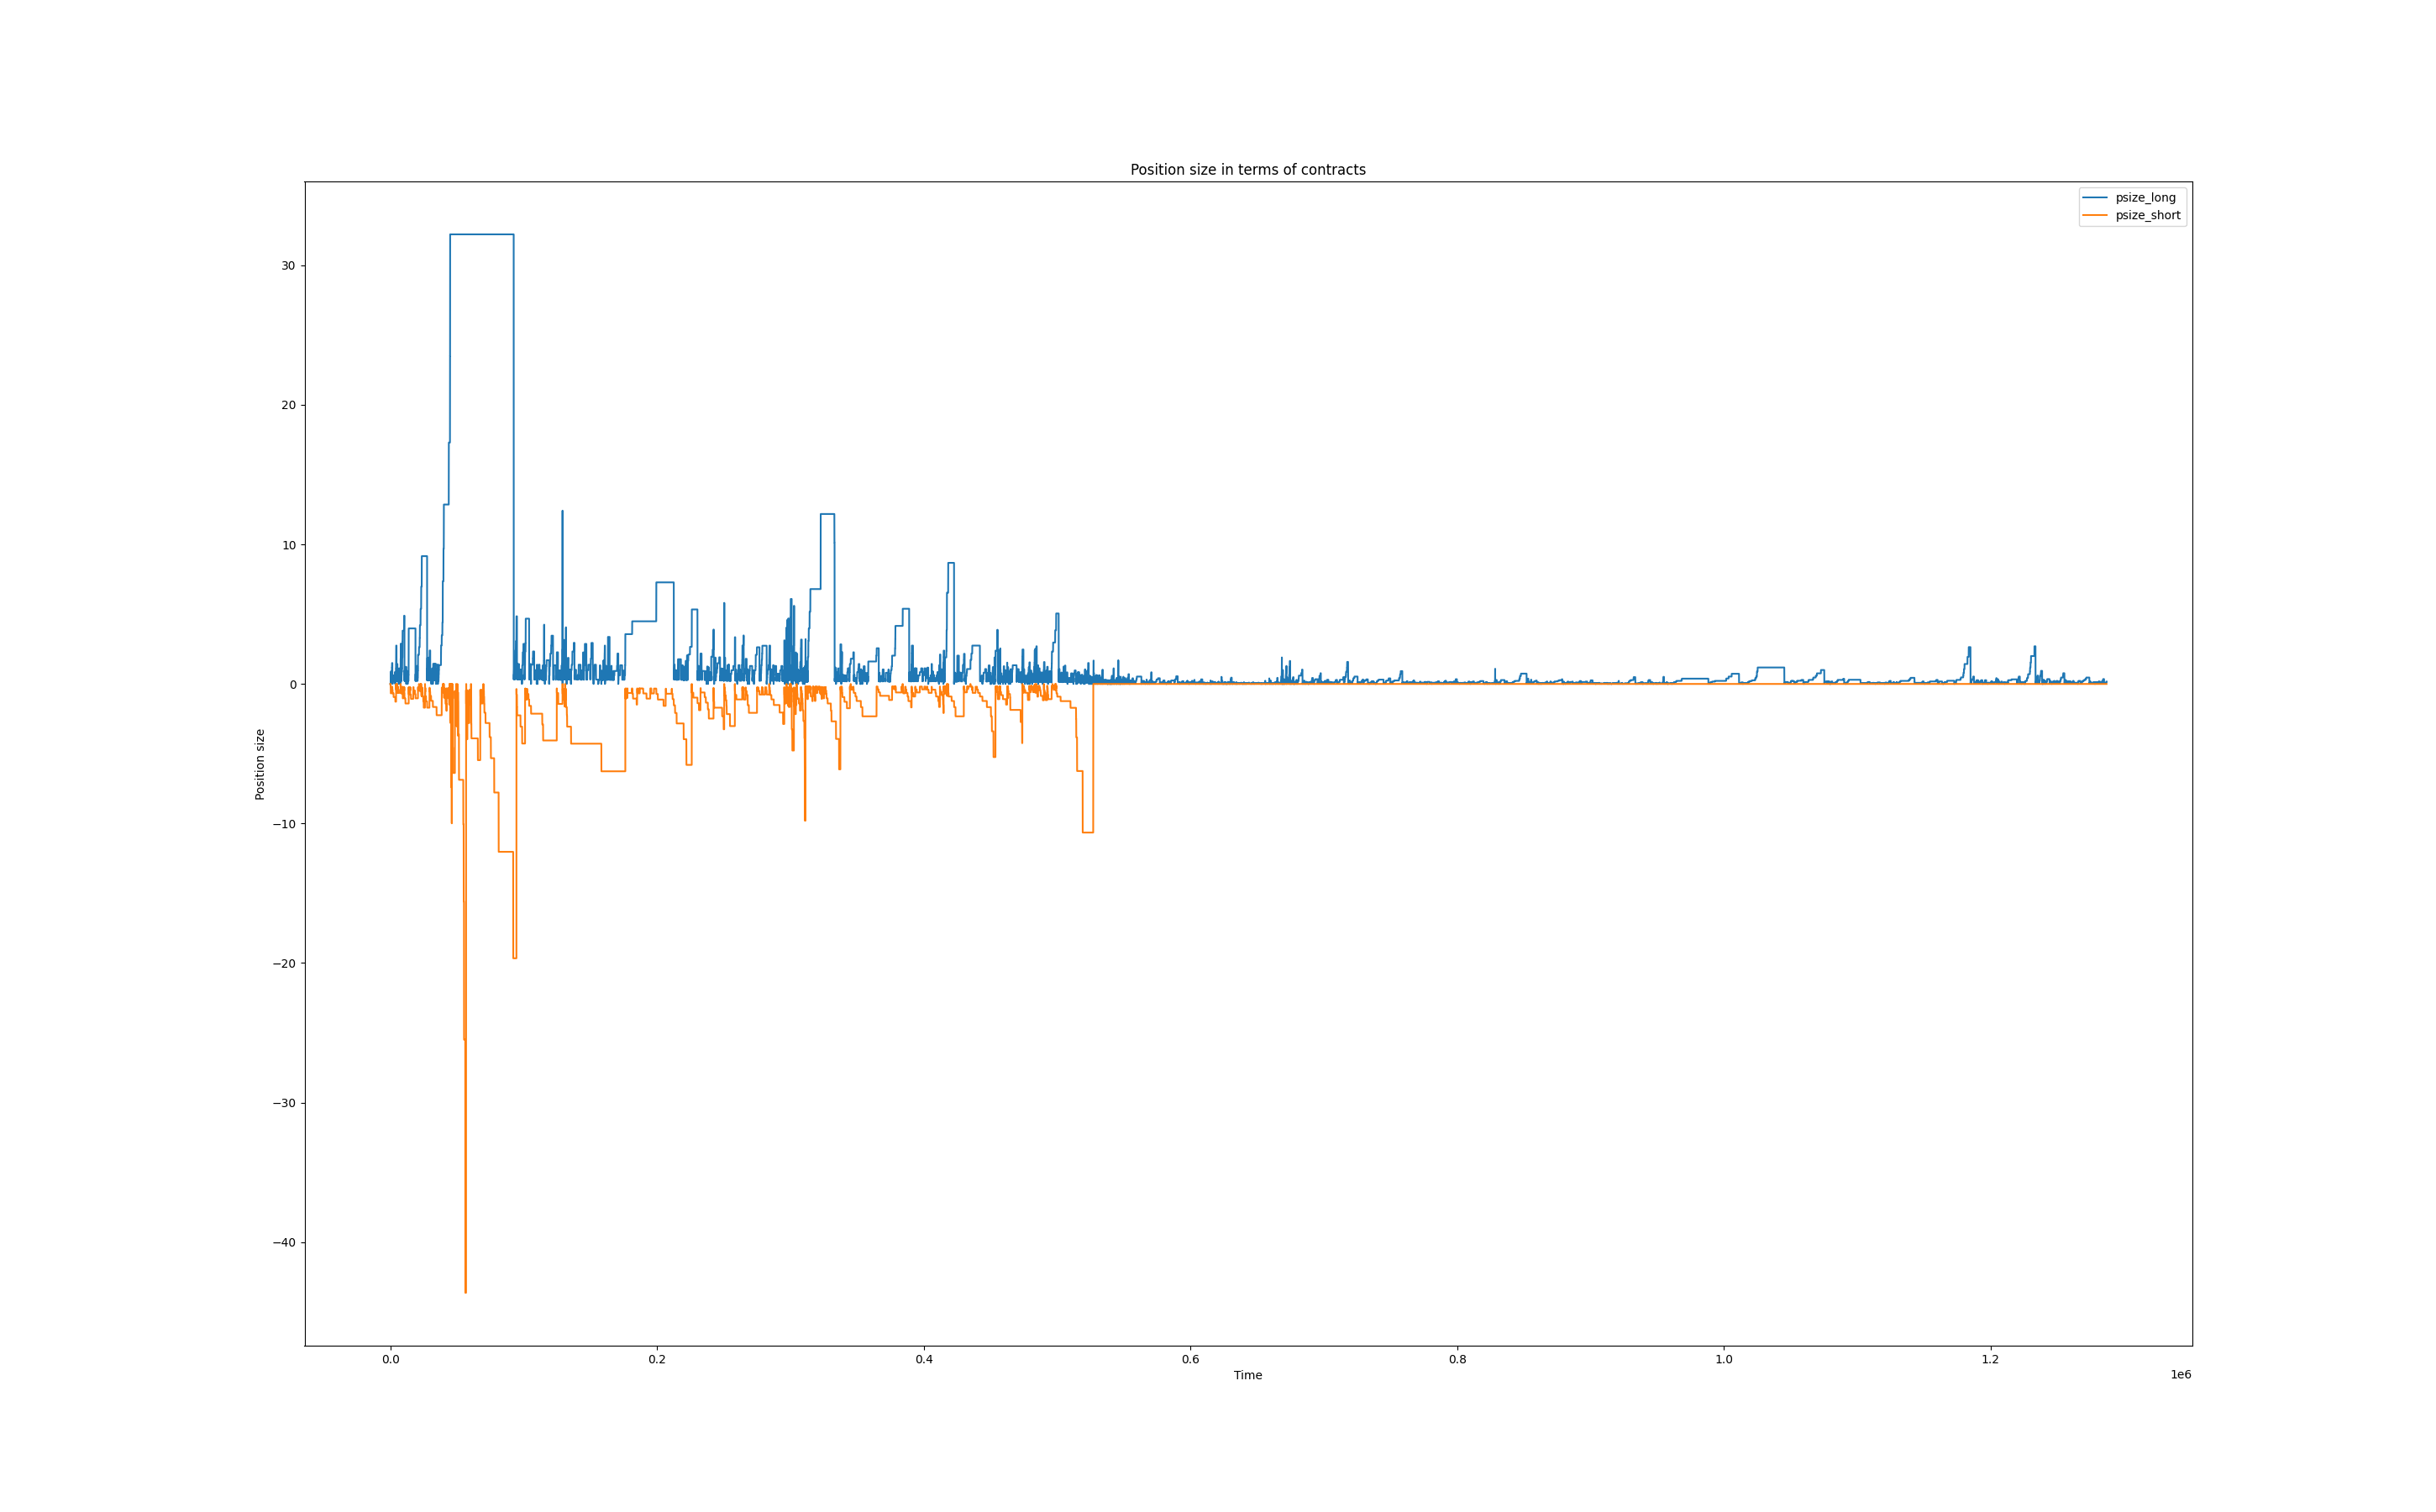 Position size in terms of contracts
psize_long
psize_short
30
20
10
0
−10
−20
−30
−40
Position size
0.0
0.2
0.4
0.6
0.8
1.0
1.2
Time
1e6